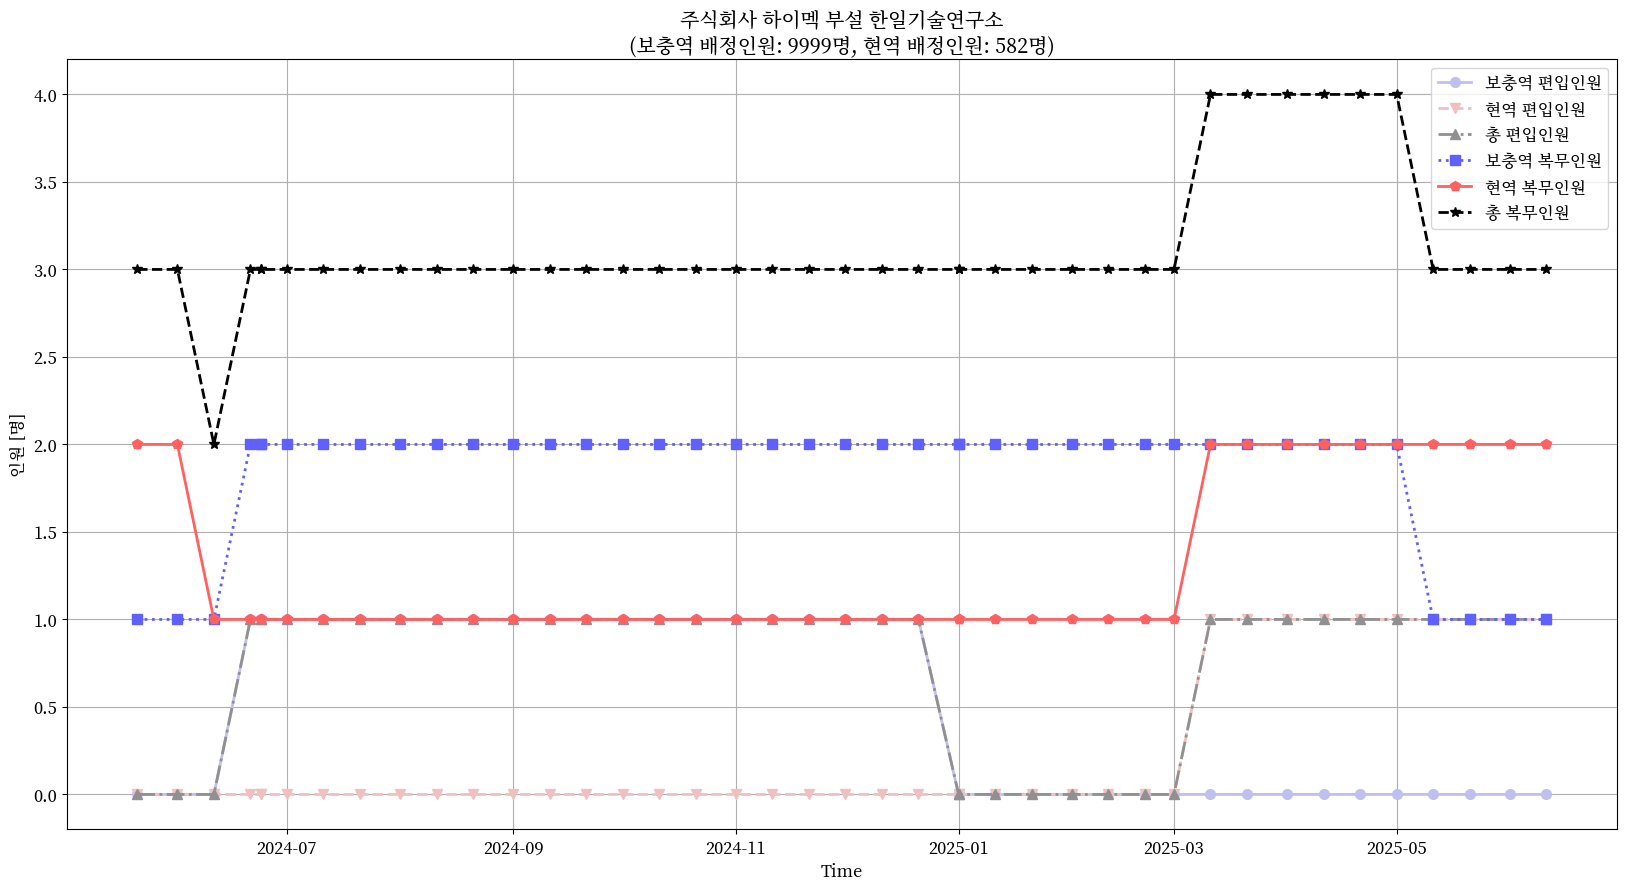 주식회사 하이멕 부설 한일기술연구소
(보충역 배정인원: 9999명, 현역 배정인원: 582명)
보충역 편입인원
현역 편입인원
총 편입인원
보충역 복무인원
현역 복무인원
총 복무인원
인원 [명]
4.0
3.5
3.0
2.5
2.0
1.5
1.0
0.5
0.0
2024-07
2024-09
2024-11
2025-01
2025-03
2025-05
Time